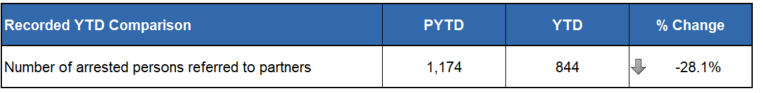 Recorded YTD Comparison PYTD YTD % Change
Number of arrested persons referred to partners 1,174 844 -28.1%